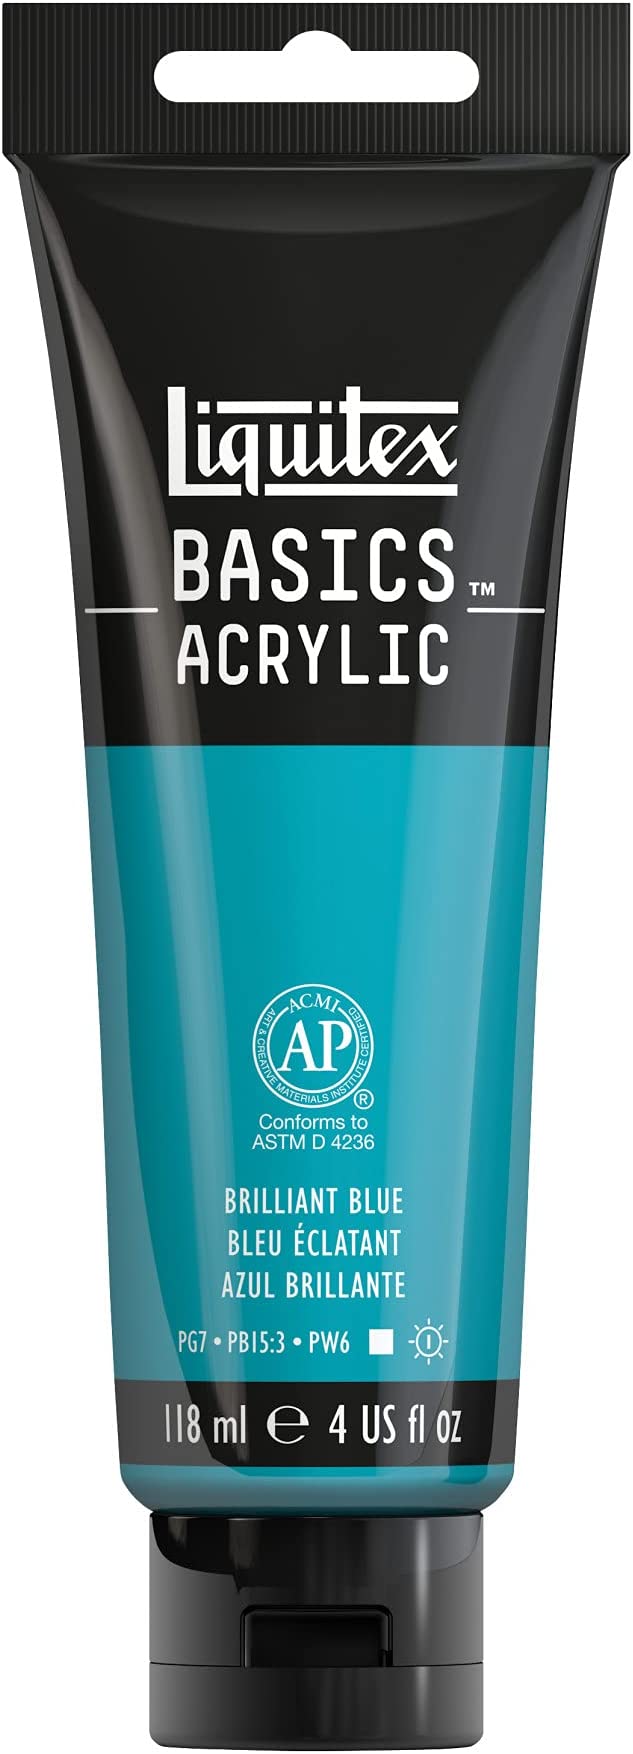 Liquitex
BASICS™
ACRYLIC
ACMI
AP
ART & CREATIVE MATERIALS INSTITUTE CERTIFIED
®
Conforms to
ASTM D 4236
BRILLIANT BLUE
BLEU ÉCLATANT
AZUL BRILLANTE
PG7 • PB15:3 • PW6 I
118 ml ℮ 4 US fl oz